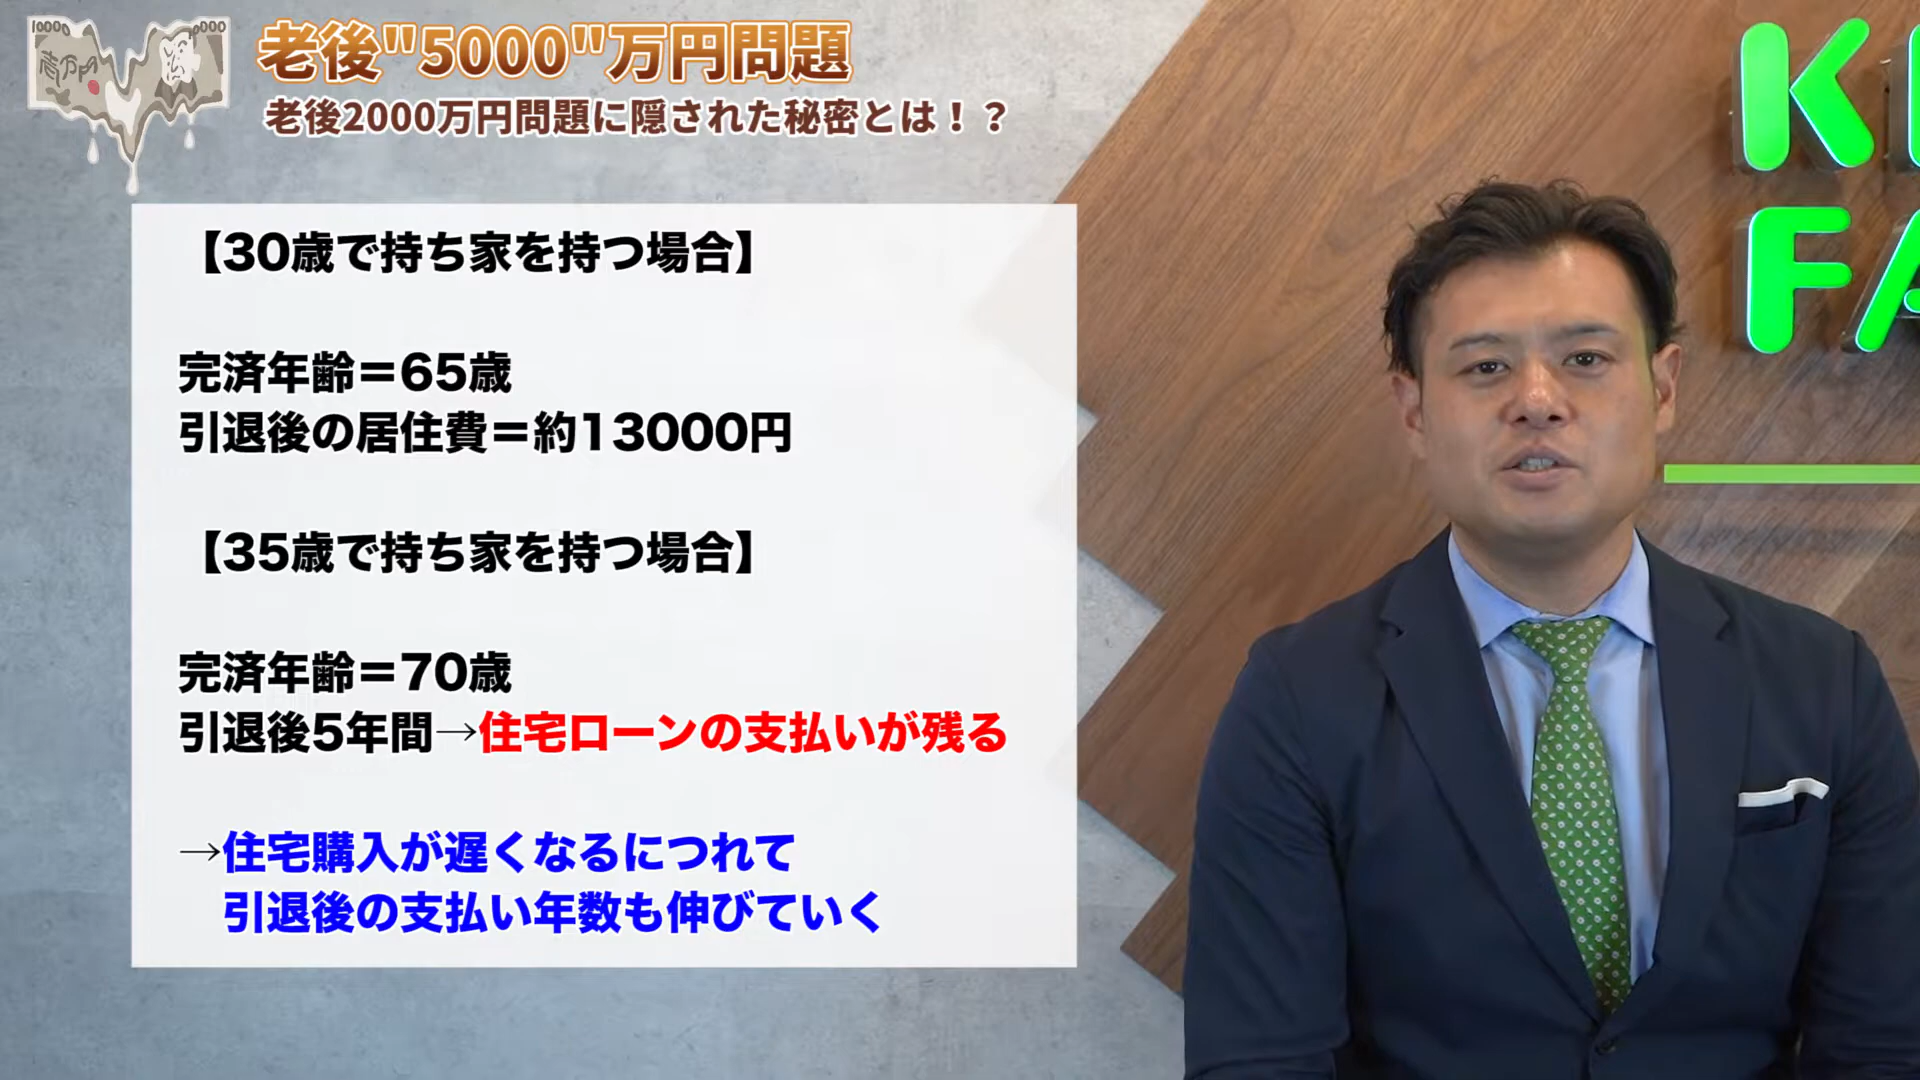 老後"5000"万円問題
老後2000万円問題に隠された秘密とは！？
【30歳で持ち家を持つ場合】
完済年齢＝65歳
引退後の居住費＝約13000円
【35歳で持ち家を持つ場合】
完済年齢＝70歳
引退後5年間→住宅ローンの支払いが残る
→住宅購入が遅くなるにつれて
引退後の支払い年数も伸びていく
10000
0000
壱万円
K
FA